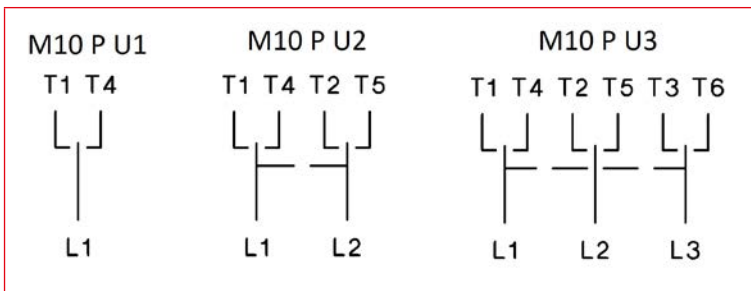 M10 P U1
T1 T4
L1
M10 P U2
T1 T4 T2 T5
L1 L2
M10 P U3
T1 T4 T2 T5 T3 T6
L1 L2 L3